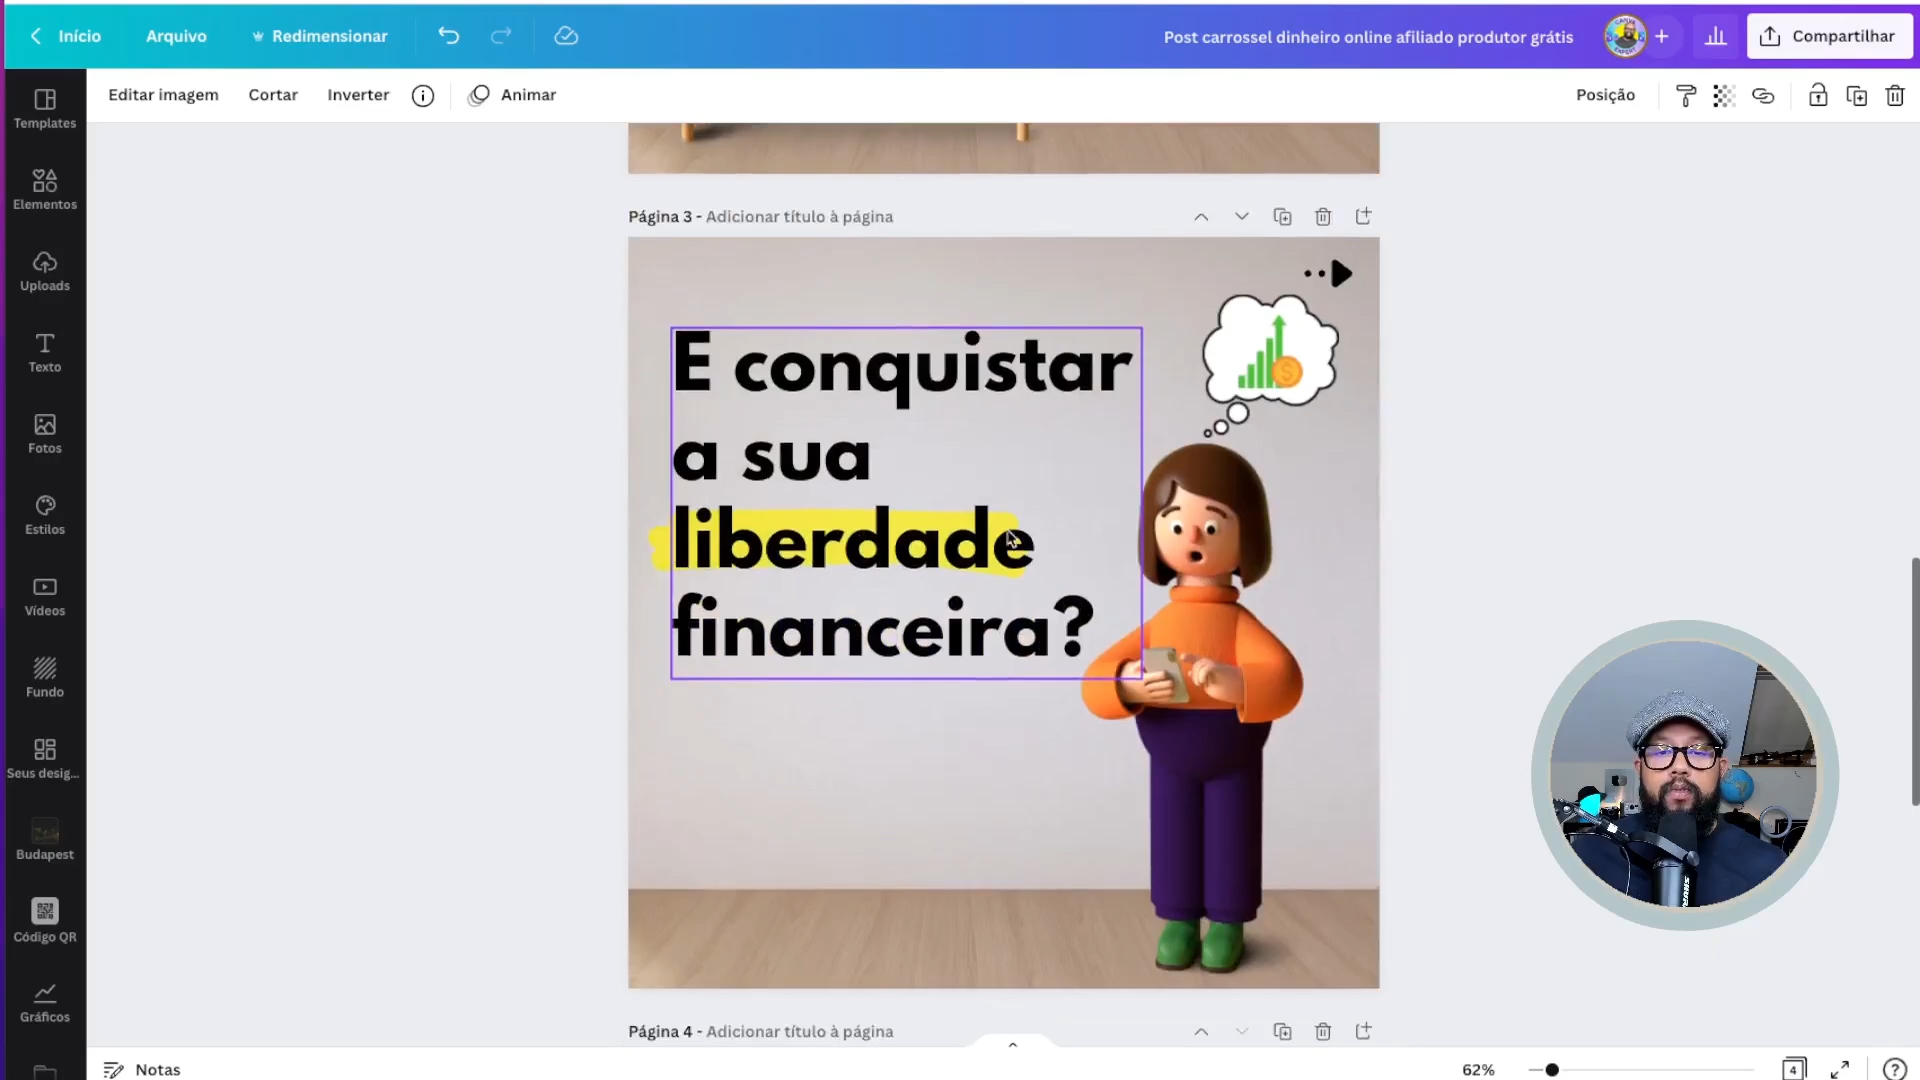 Início
Arquivo
Redimensionar
Post carrossel dinheiro online afiliado produtor grátis
Compartilhar
Editar imagem
Cortar
Inverter
Animar
Posição
Templates
Elementos
Uploads
Texto
Fotos
Estilos
Vídeos
Fundo
Seus desig...
Budapest
Código QR
Gráficos
Página 3 - Adicionar título à página
E conquistar
a sua
liberdade
financeira?
$
Página 4 - Adicionar título à página
Notas
62%
4